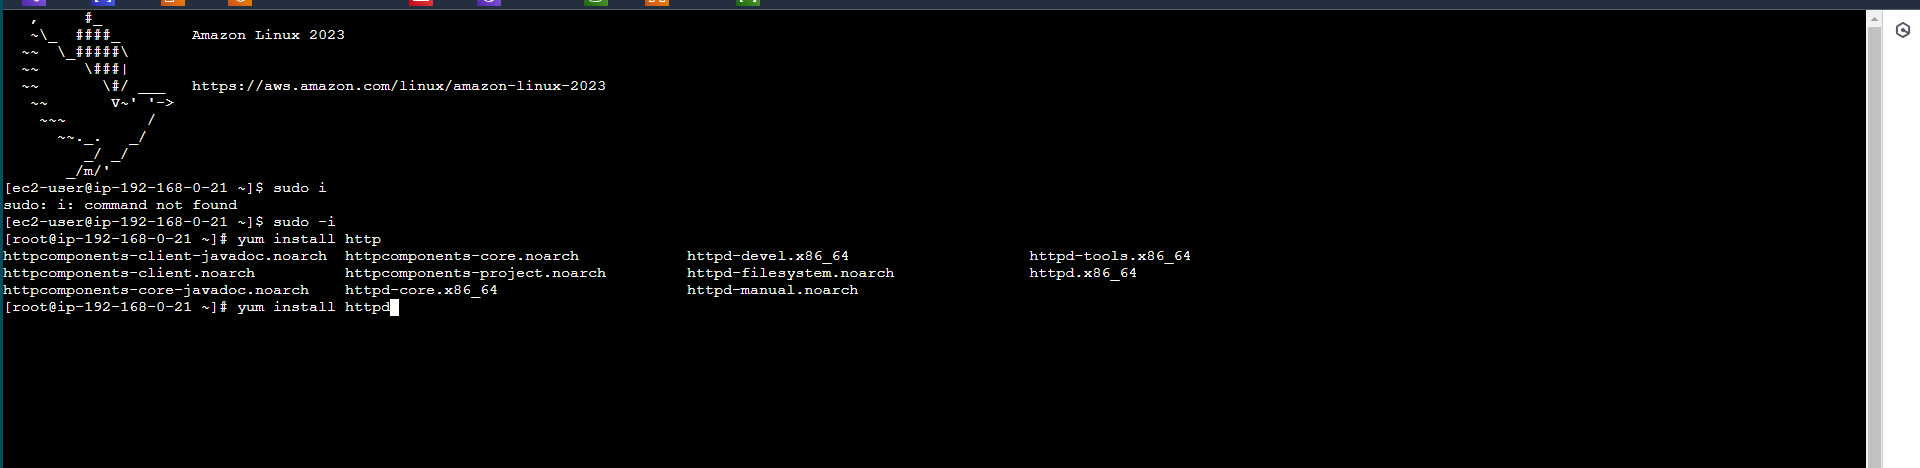 ,     #_
   ~\_  ####_        Amazon Linux 2023
  ~~  \_#####\
  ~~     \###|
  ~~       \#/ ___   https://aws.amazon.com/linux/amazon-linux-2023
   ~~       V~' '->
    ~~~         /
      ~~._.   _/
         _/ _/
       _/m/'
[ec2-user@ip-192-168-0-21 ~]$ sudo i
sudo: i: command not found
[ec2-user@ip-192-168-0-21 ~]$ sudo -i
[root@ip-192-168-0-21 ~]# yum install http
httpcomponents-client-javadoc.noarch  httpcomponents-core.noarch            httpd-devel.x86_64                    httpd-tools.x86_64
httpcomponents-client.noarch          httpcomponents-project.noarch         httpd-filesystem.noarch               httpd.x86_64
httpcomponents-core-javadoc.noarch    httpd-core.x86_64                     httpd-manual.noarch
[root@ip-192-168-0-21 ~]# yum install httpd